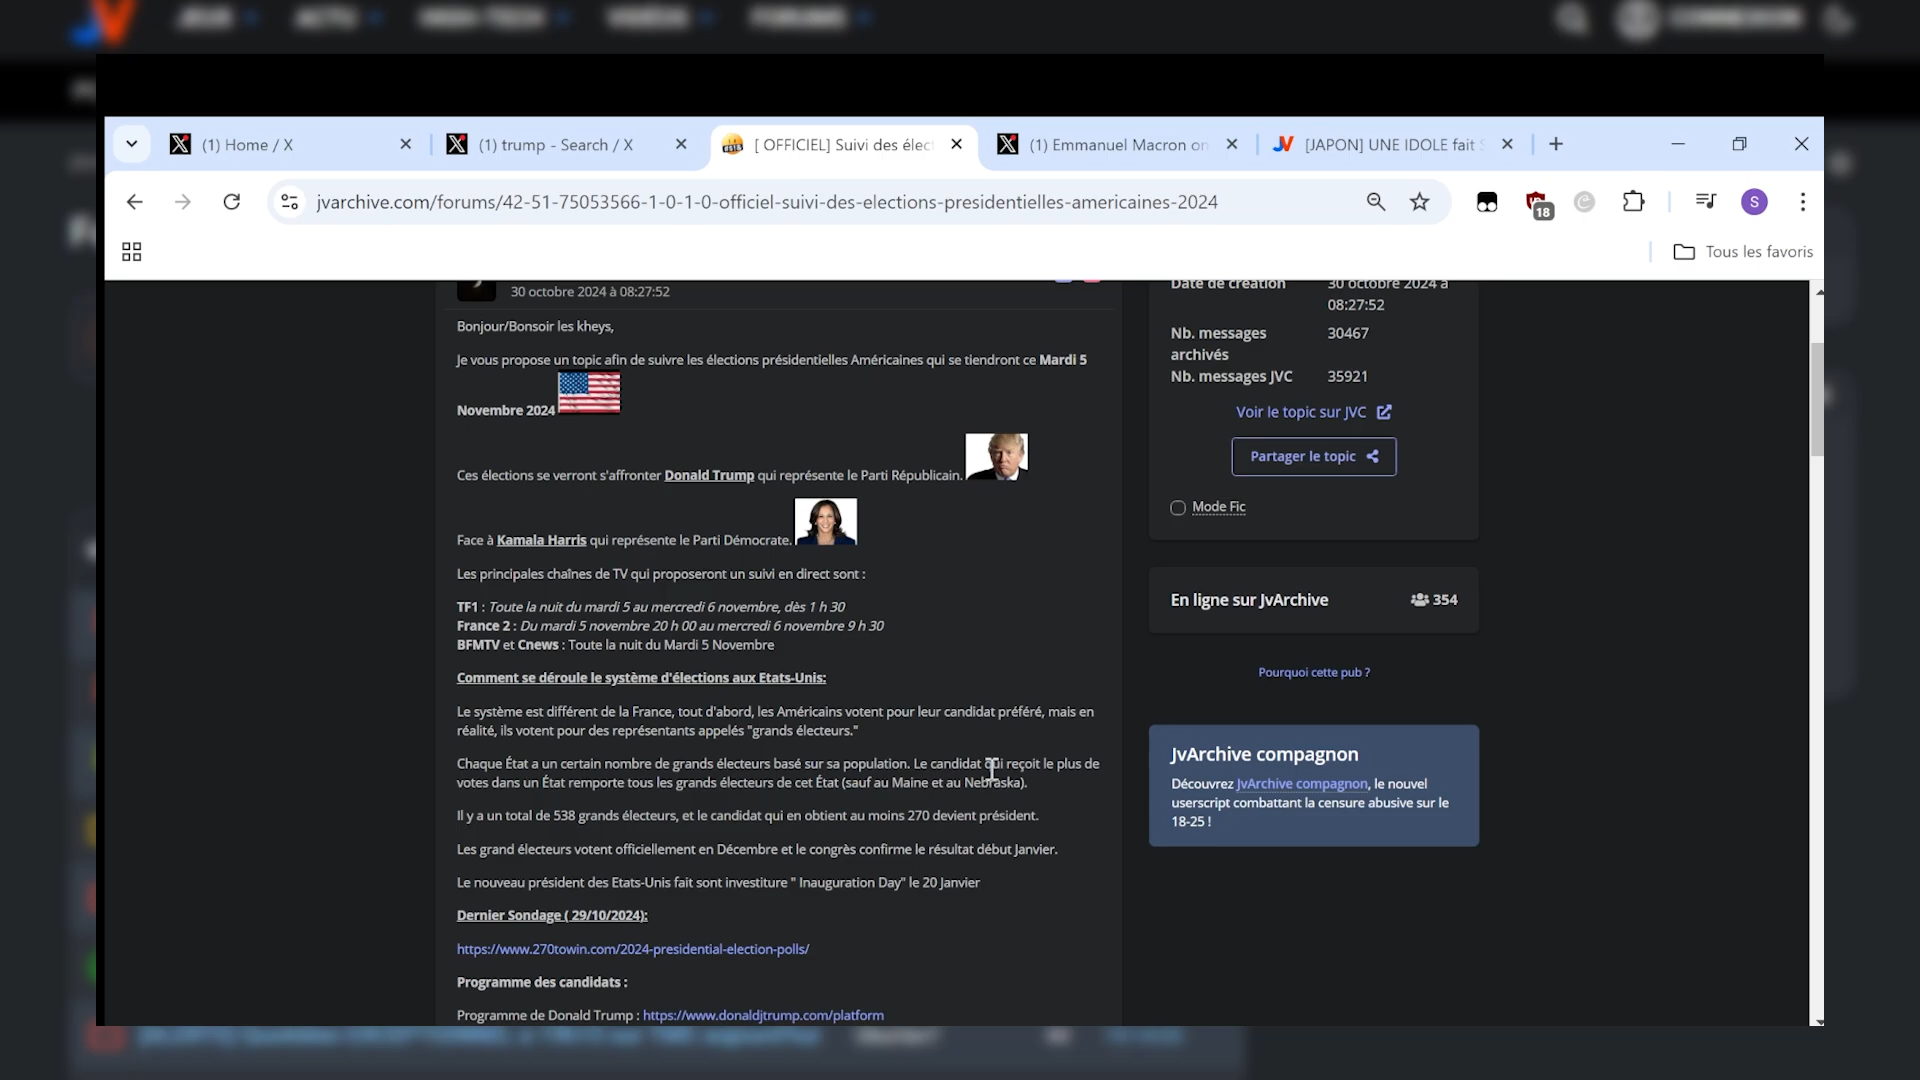 JV JEUX ACTU HIGH-TECH VIDÉOS FORUMS CONNEXION
(1) Home / X
(1) trump - Search / X
[ OFFICIEL] Suivi des élect
(1) Emmanuel Macron on
JV [JAPON] UNE IDOLE fait S
jvarchive.com/forums/42-51-75053566-1-0-1-0-officiel-suivi-des-elections-presidentielles-americaines-2024
18
S
Tous les favoris
30 octobre 2024 à 08:27:52
Bonjour/Bonsoir les kheys,
Je vous propose un topic afin de suivre les élections présidentielles Américaines qui se tiendront ce Mardi 5
Novembre 2024
Ces élections se verront s'affronter Donald Trump qui représente le Parti Républicain.
Face à Kamala Harris qui représente le Parti Démocrate.
Les principales chaînes de TV qui proposeront un suivi en direct sont :
TF1 : Toute la nuit du mardi 5 au mercredi 6 novembre, dès 1 h 30
France 2 : Du mardi 5 novembre 20 h 00 au mercredi 6 novembre 9 h 30
BFMTV et Cnews : Toute la nuit du Mardi 5 Novembre
Comment se déroule le système d'élections aux Etats-Unis:
Le système est différent de la France, tout d'abord, les Américains votent pour leur candidat préféré, mais en
réalité, ils votent pour des représentants appelés "grands électeurs."
Chaque État a un certain nombre de grands électeurs basé sur sa population. Le candidat qui reçoit le plus de
votes dans un État remporte tous les grands électeurs de cet État (sauf au Maine et au Nebraska).
Il y a un total de 538 grands électeurs, et le candidat qui en obtient au moins 270 devient président.
Les grand électeurs votent officiellement en Décembre et le congrès confirme le résultat début Janvier.
Le nouveau président des Etats-Unis fait sont investiture " Inauguration Day" le 20 Janvier
Dernier Sondage ( 29/10/2024):
https://www.270towin.com/2024-presidential-election-polls/
Programme des candidats :
Programme de Donald Trump : https://www.donaldjtrump.com/platform
Date de création 30 octobre 2024 à
08:27:52
Nb. messages 30467
archivés
Nb. messages JVC 35921
Voir le topic sur JVC
Partager le topic
Mode Fic
En ligne sur JvArchive 354
Pourquoi cette pub ?
JvArchive compagnon
Découvrez JvArchive compagnon, le nouvel
userscript combattant la censure abusive sur le
18-25 !